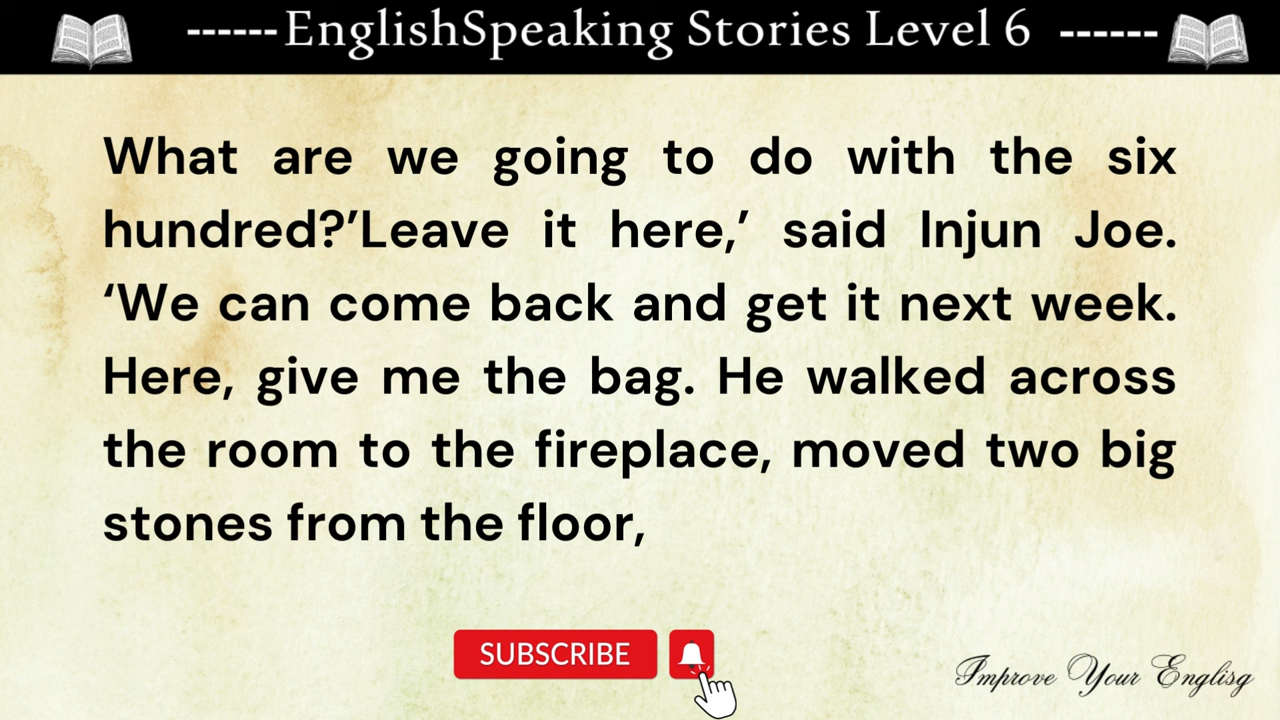 ------EnglishSpeaking Stories Level 6 ------
What are we going to do with the six
hundred?’Leave it here,’ said Injun Joe.
‘We can come back and get it next week.
Here, give me the bag. He walked across
the room to the fireplace, moved two big
stones from the floor,
SUBSCRIBE
Improve Your Englisg